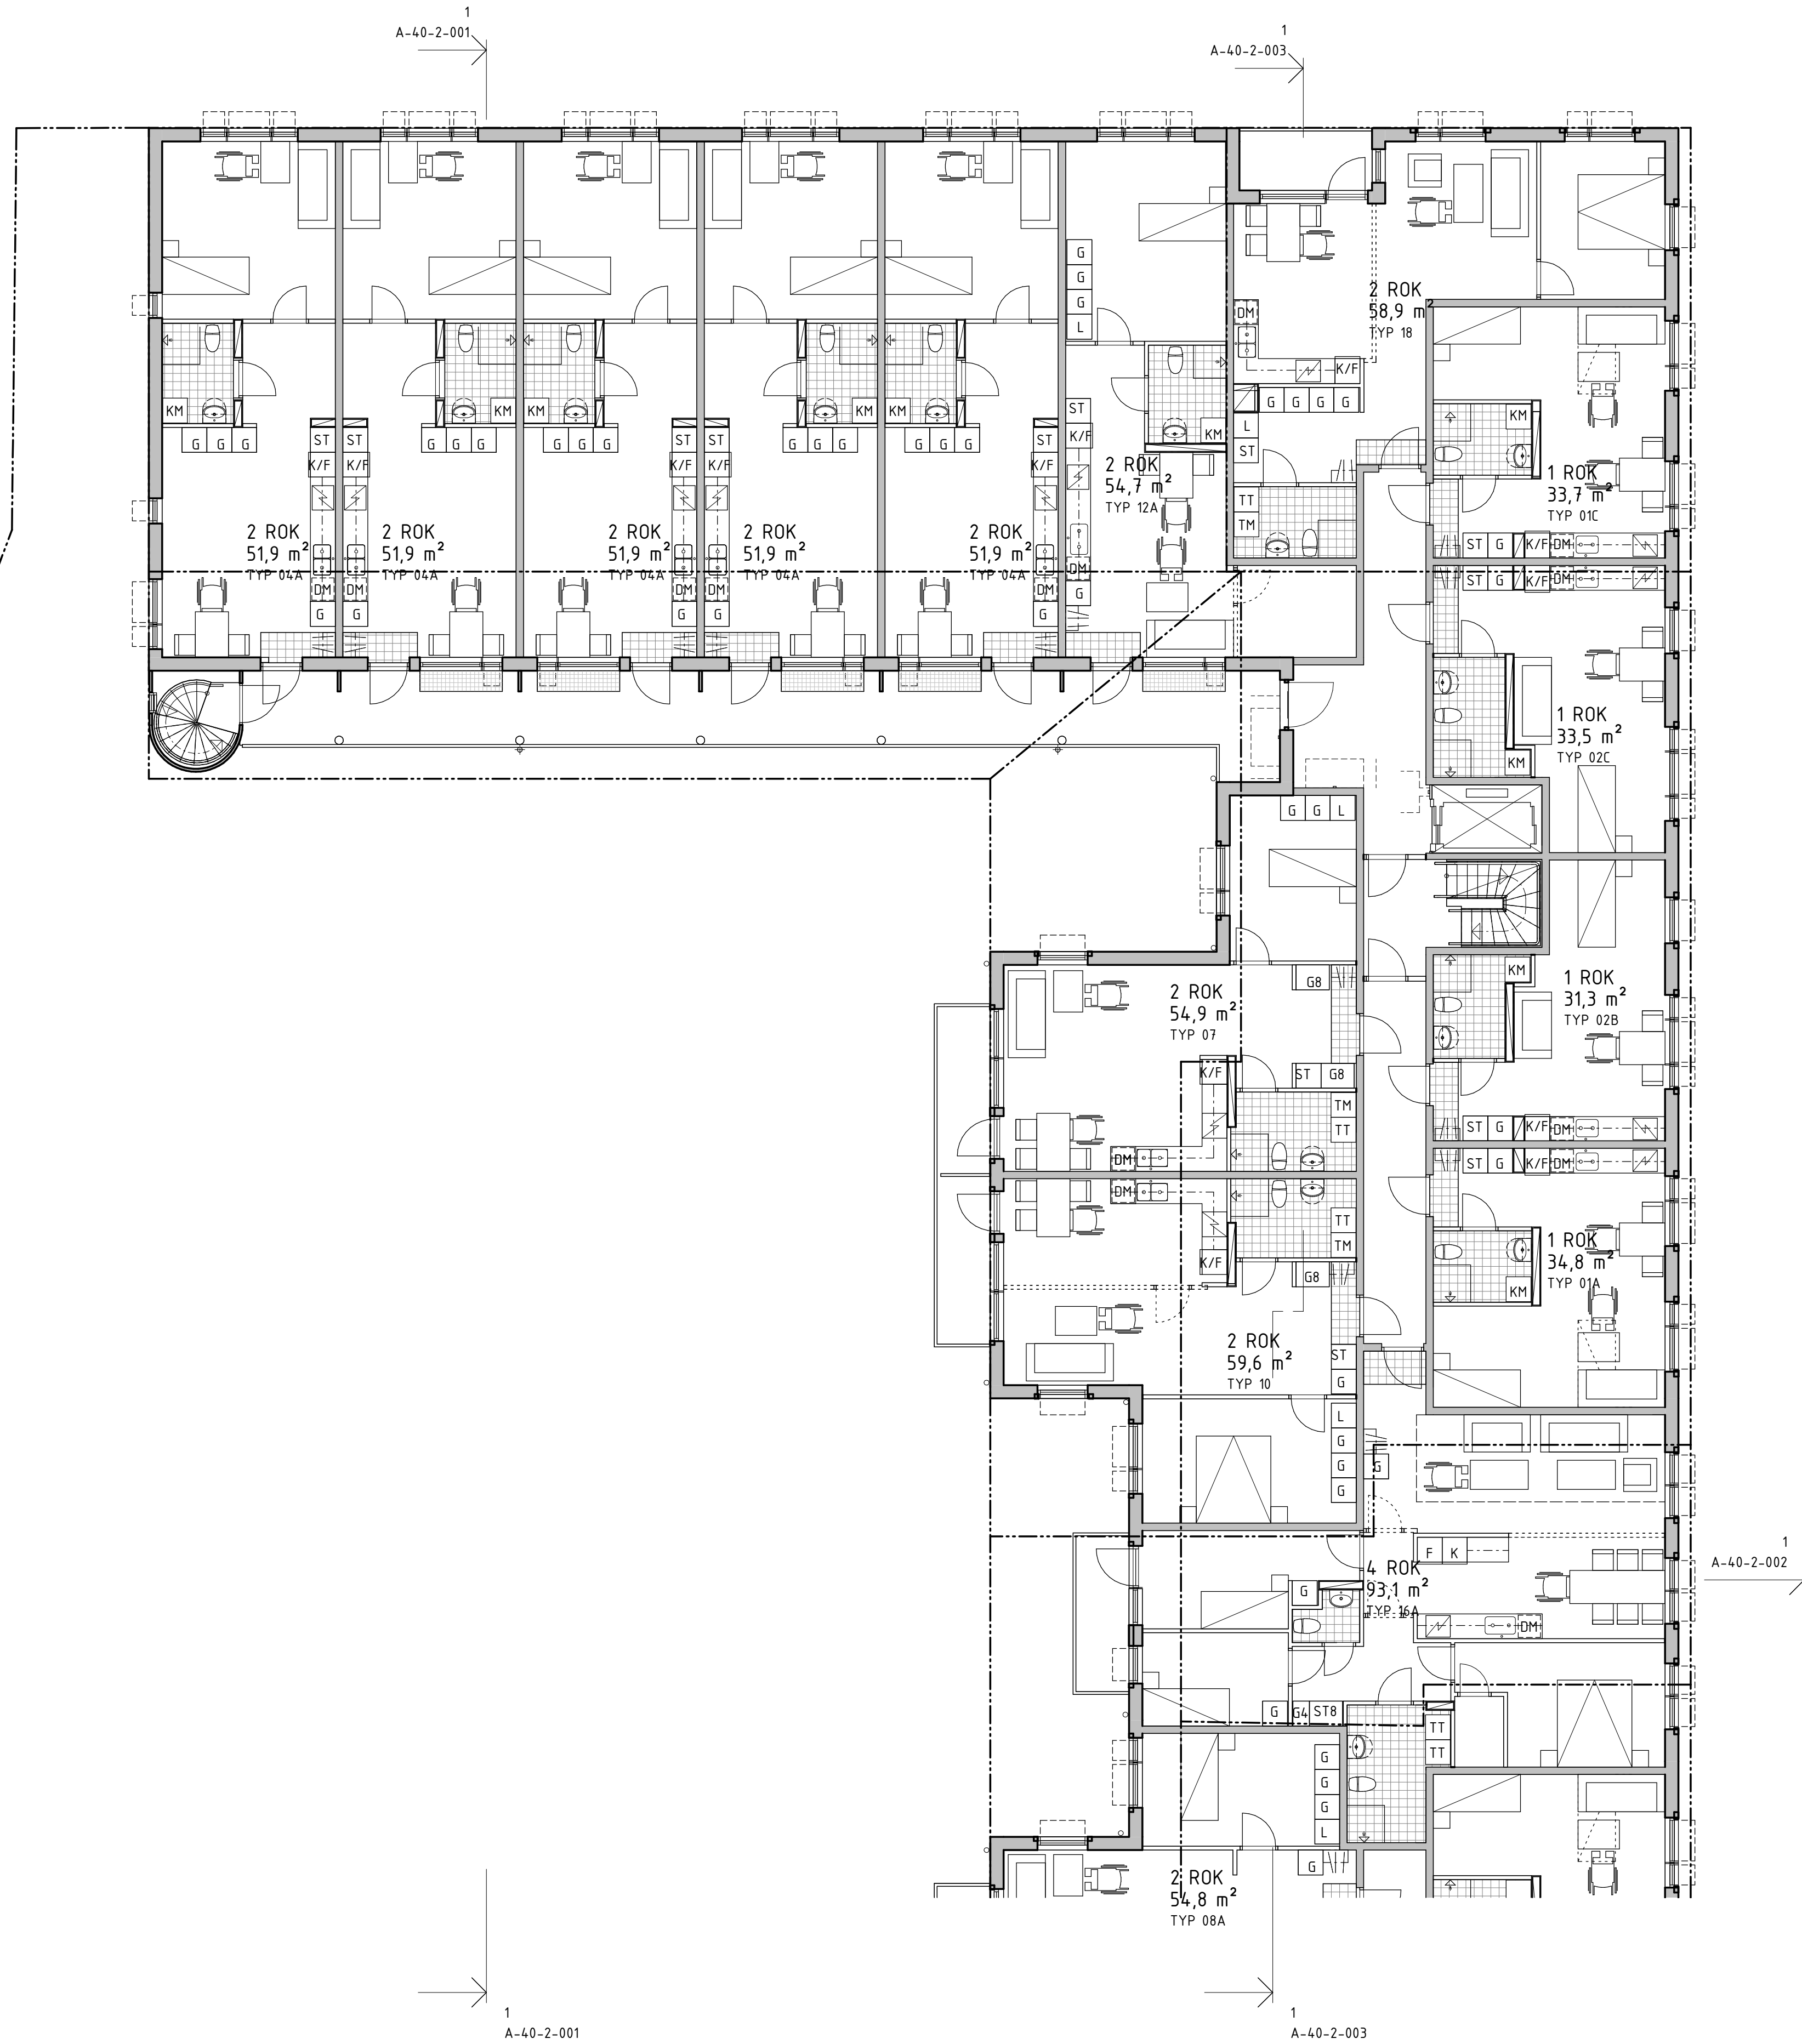 1
A-40-2-001
1
A-40-2-003
G
G
G
L
DM
K/F
G G G G
L
ST
TT
TM
2 ROK
58,9 m²
TYP 18
KM
KM
KM
KM
KM
KM
KM
G G G
G G G
G G G
G G G
G G G
ST
K/F
DM
G
ST
K/F
DM
G
ST
K/F
DM
G
ST
K/F
DM
G
ST
K/F
DM
G
ST
K/F
DM
G
2 ROK
51,9 m²
TYP 04A
2 ROK
51,9 m²
TYP 04A
2 ROK
51,9 m²
TYP 04A
2 ROK
51,9 m²
TYP 04A
2 ROK
51,9 m²
TYP 04A
2 ROK
54,7 m²
TYP 12A
1 ROK
33,7 m²
TYP 01C
ST G K/F DM
ST G K/F DM
1 ROK
33,5 m²
TYP 02C
KM
G G L
KM
1 ROK
31,3 m²
TYP 02B
G8
2 ROK
54,9 m²
TYP 07
K/F
ST G8
TM
TT
DM
ST G K/F DM
ST G K/F DM
DM
TT
TM
K/F
G8
1 ROK
34,8 m²
TYP 01A
KM
2 ROK
59,6 m²
TYP 10
ST
G
L
G
G
G
G
F K
4 ROK
93,1 m²
TYP 16A
G
DM
1
A-40-2-002
G G4 ST8
TT
TT
G
G
G
L
G
2 ROK
54,8 m²
TYP 08A
1
A-40-2-001
1
A-40-2-003